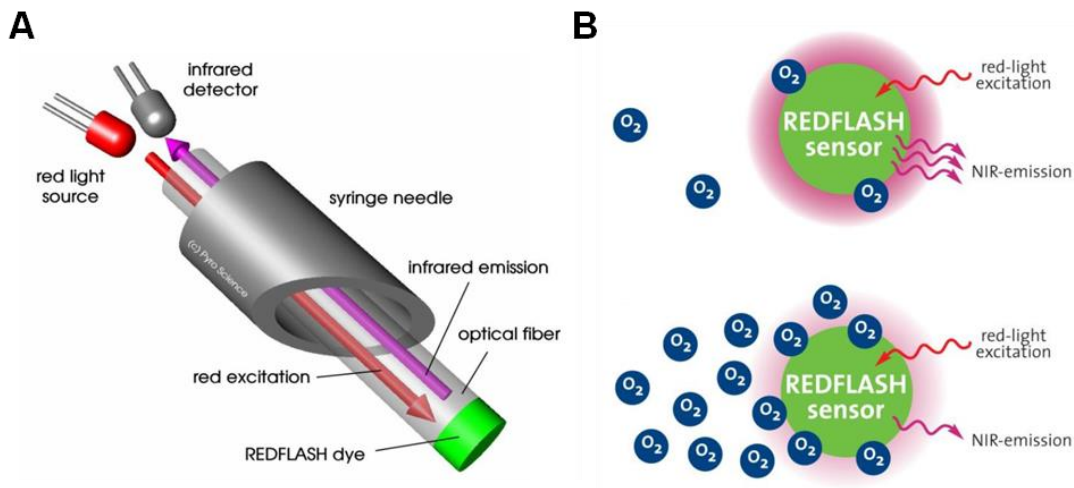 A
infrared
detector
red light
source
syringe needle
(c) Pyro Science
infrared emission
optical fiber
red excitation
REDFLASH dye
B
O2
red-light
excitation
REDFLASH
sensor
O2
NIR-emission
O2
O2
O2
O2
O2
O2
O2
red-light
excitation
O2
O2
REDFLASH
sensor
O2
O2
O2
NIR-emission
O2
O2
O2
O2
O2